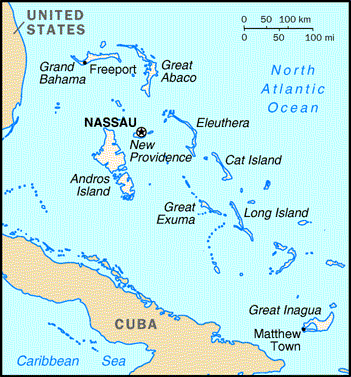 UNITED
STATES
0 50 100 km
0 50 100 mi
Grand
Bahama
Freeport
Great
Abaco
North
Atlantic
Ocean
NASSAU
New
Providence
Eleuthera
Andros
Island
Cat Island
Great
Exuma
Long Island
Great Inagua
Matthew
Town
CUBA
Caribbean Sea